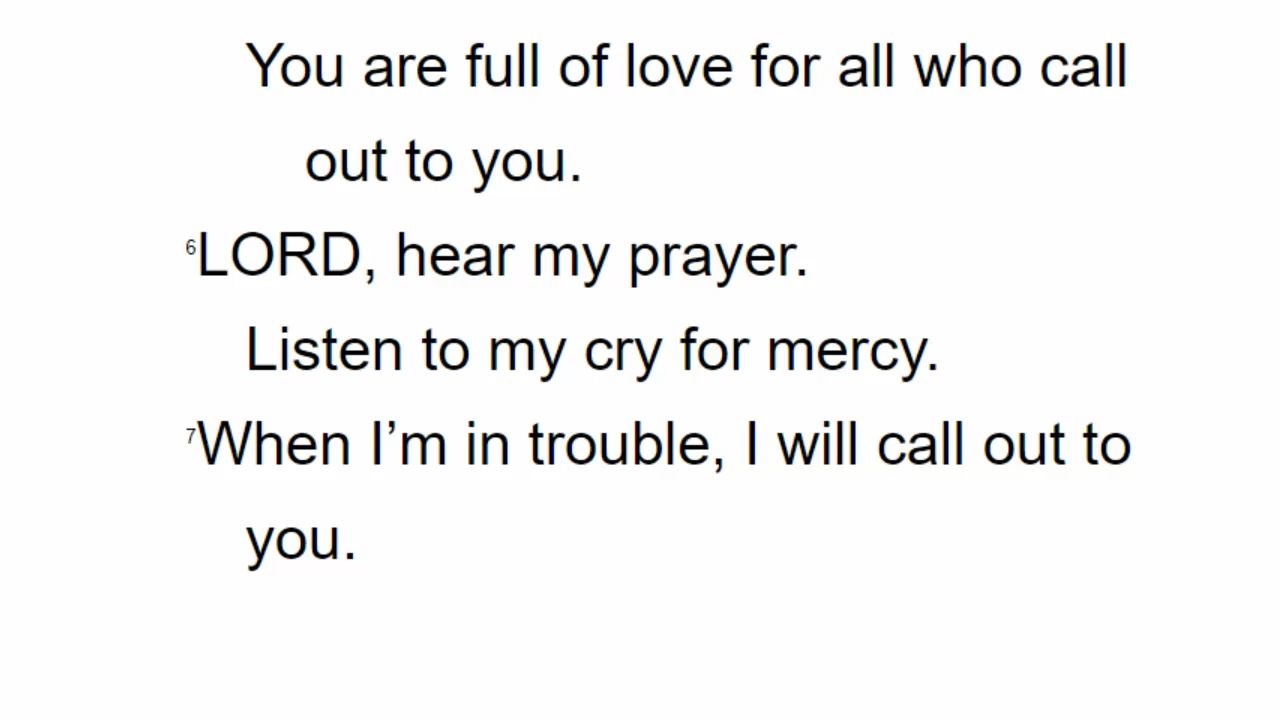 You are full of love for all who call
out to you.
6LORD, hear my prayer.
Listen to my cry for mercy.
7When I’m in trouble, I will call out to
you.